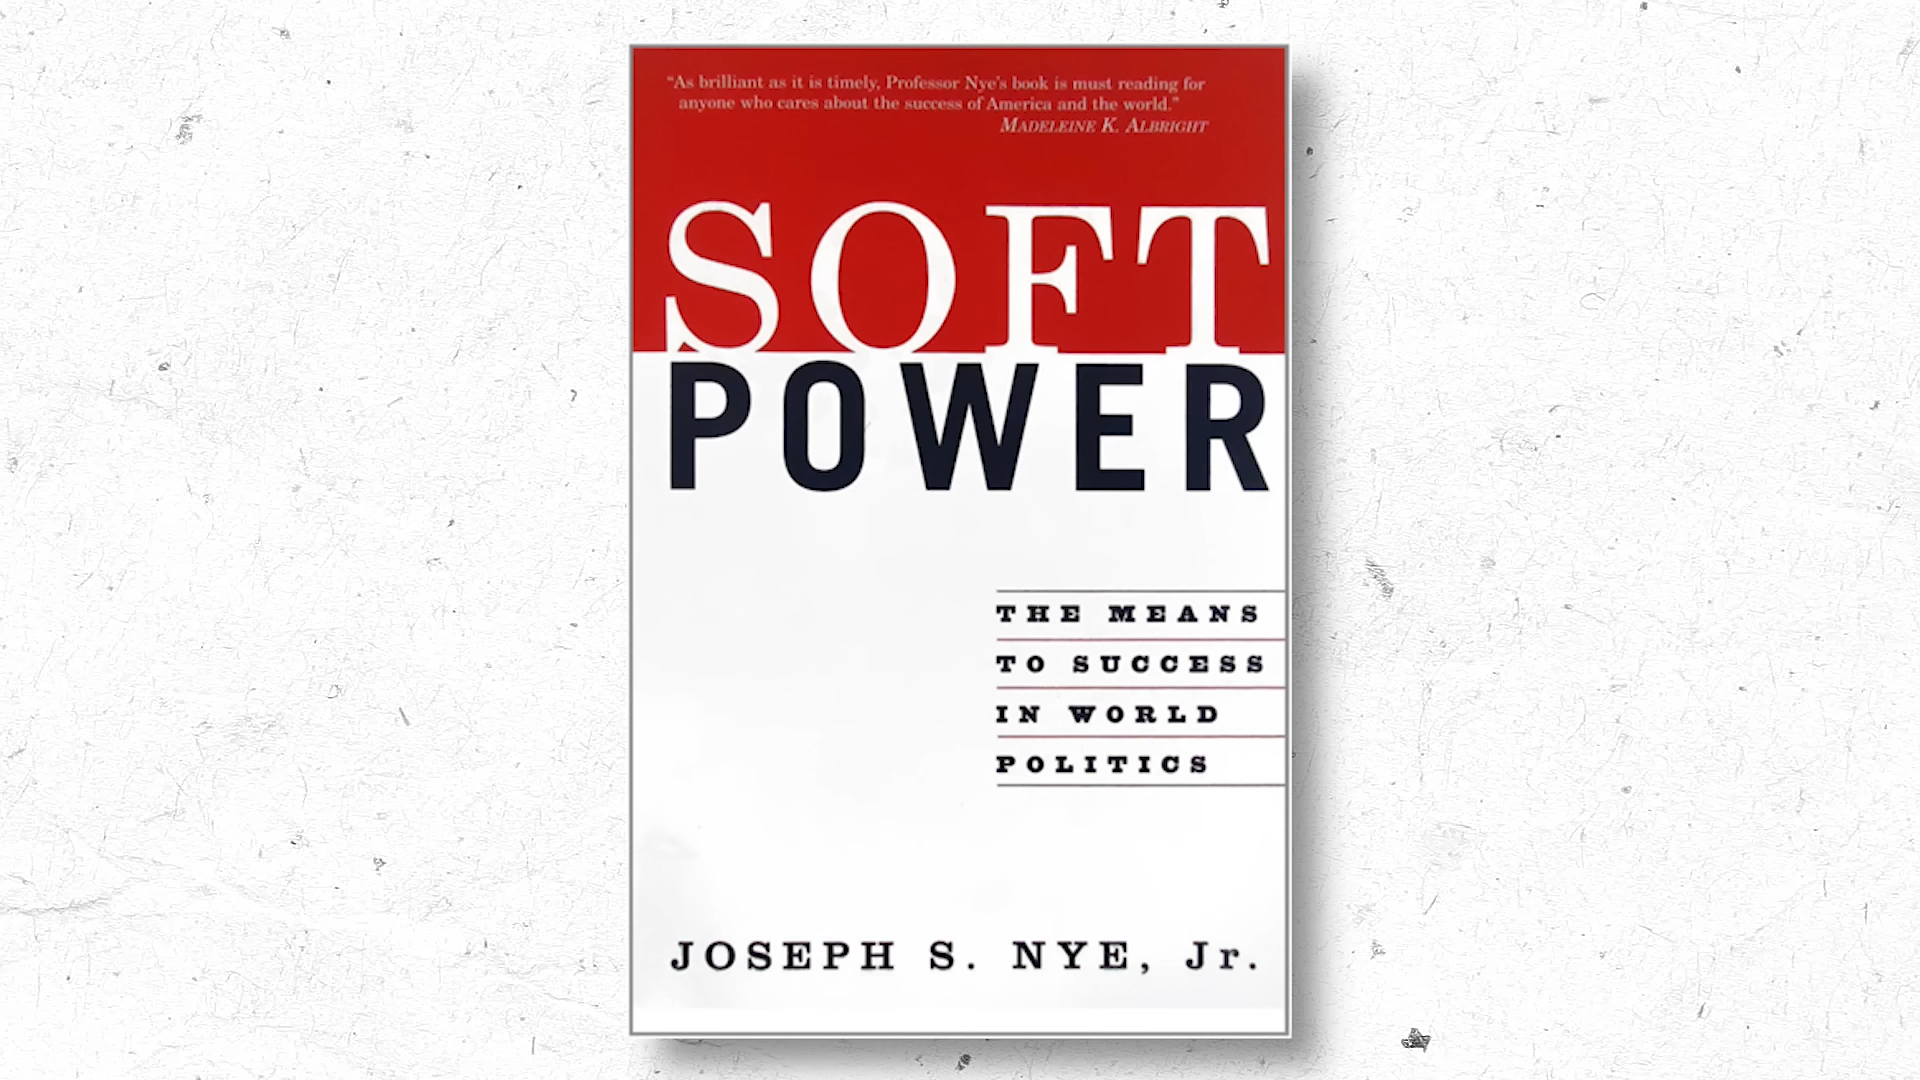 “As brilliant as it is timely, Professor Nye’s book is must reading for
anyone who cares about the success of America and the world.”
MADELEINE K. ALBRIGHT
SOFT
POWER
THE MEANS
TO SUCCESS
IN WORLD
POLITICS
JOSEPH S. NYE, Jr.